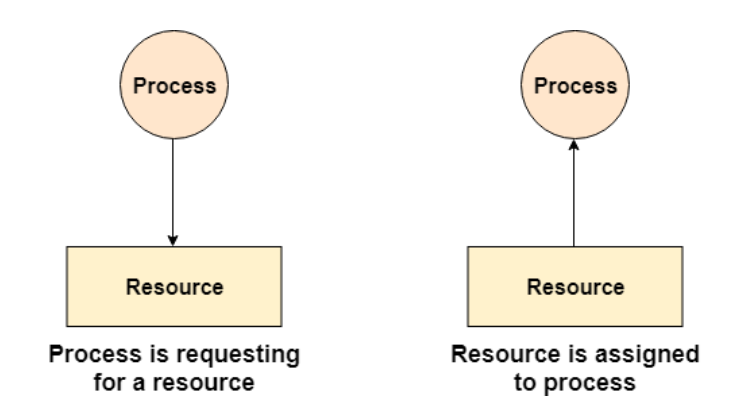 Process
Resource
Process is requesting
for a resource
Process
Resource
Resource is assigned
to process